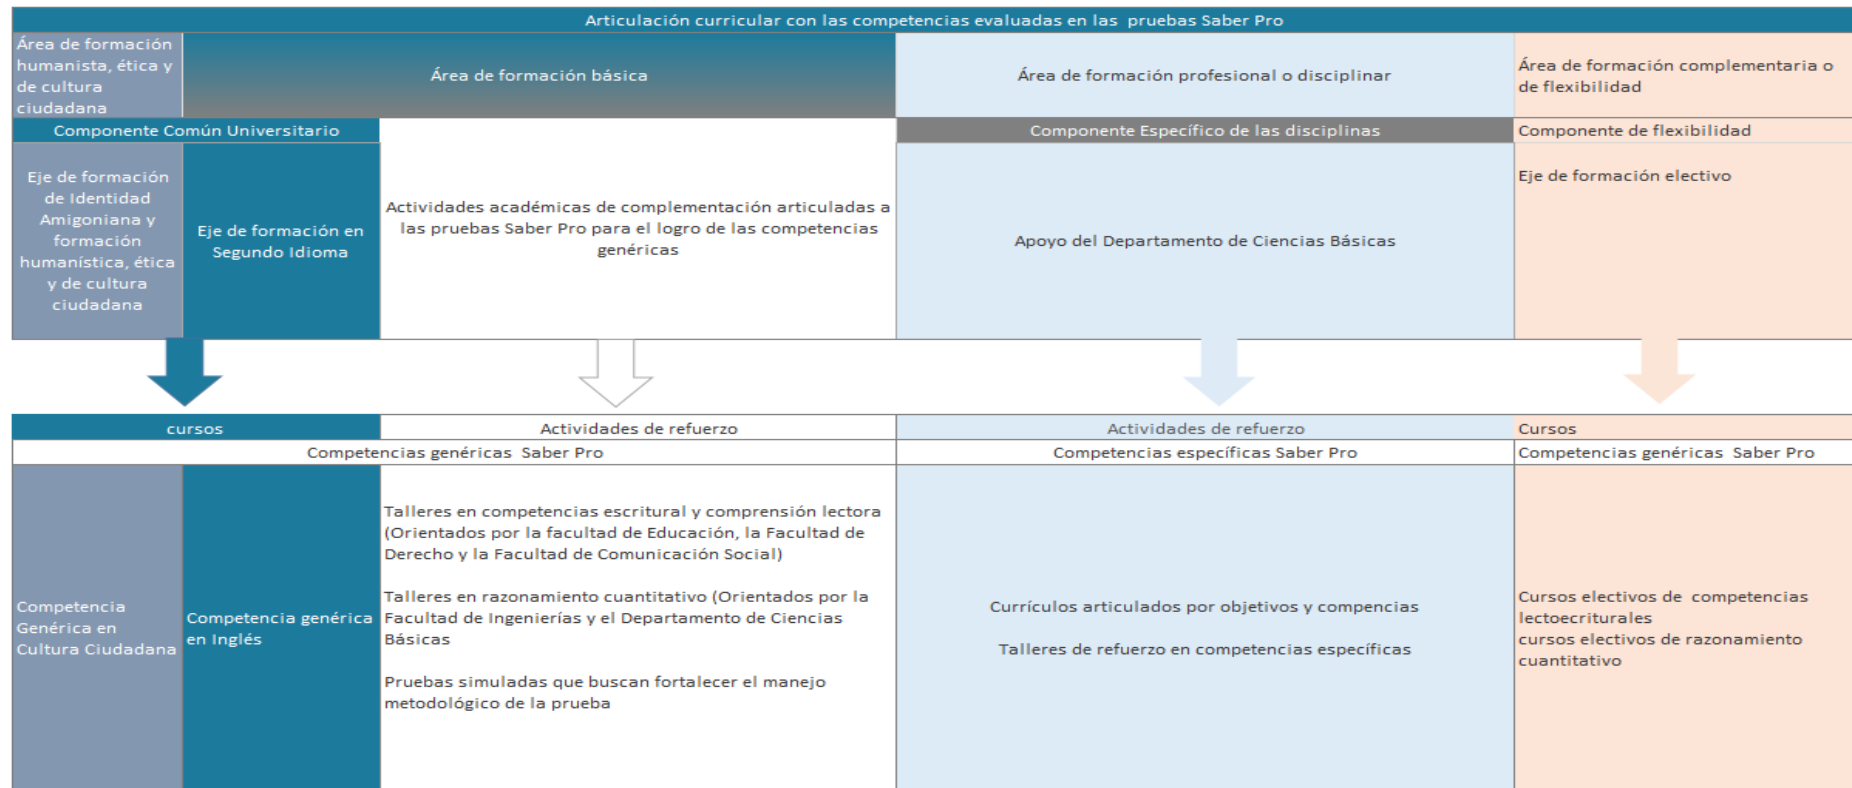 Articulación curricular con las competencias evaluadas en las pruebas Saber Pro
Área de formación
humanista, ética y
de cultura
ciudadana
Área de formación básica
Área de formación profesional o disciplinar
Área de formación complementaria o
de flexibilidad
Componente Común Universitario
Componente Específico de las disciplinas
Componente de flexibilidad
Eje de formación
de Identidad
Amigoniana y
formación
humanística, ética
y de cultura
ciudadana
Eje de formación en
Segundo Idioma
Actividades académicas de complementación articuladas a
las pruebas Saber Pro para el logro de las competencias
genéricas
Apoyo del Departamento de Ciencias Básicas
Eje de formación electivo
cursos
Actividades de refuerzo
Actividades de refuerzo
Cursos
Competencias genéricas Saber Pro
Competencias específicas Saber Pro
Competencias genéricas Saber Pro
Competencia
Genérica en
Cultura Ciudadana
Competencia genérica
en Inglés
Talleres en competencias escritural y comprensión lectora
(Orientados por la facultad de Educación, la Facultad de
Derecho y la Facultad de Comunicación Social)
Talleres en razonamiento cuantitativo (Orientados por la
Facultad de Ingenierías y el Departamento de Ciencias
Básicas
Pruebas simuladas que buscan fortalecer el manejo
metodológico de la prueba
Currículos articulados por objetivos y compencias
Talleres de refuerzo en competencias específicas
Cursos electivos de competencias
lectoecriturales
cursos electivos de razonamiento
cuantitativo